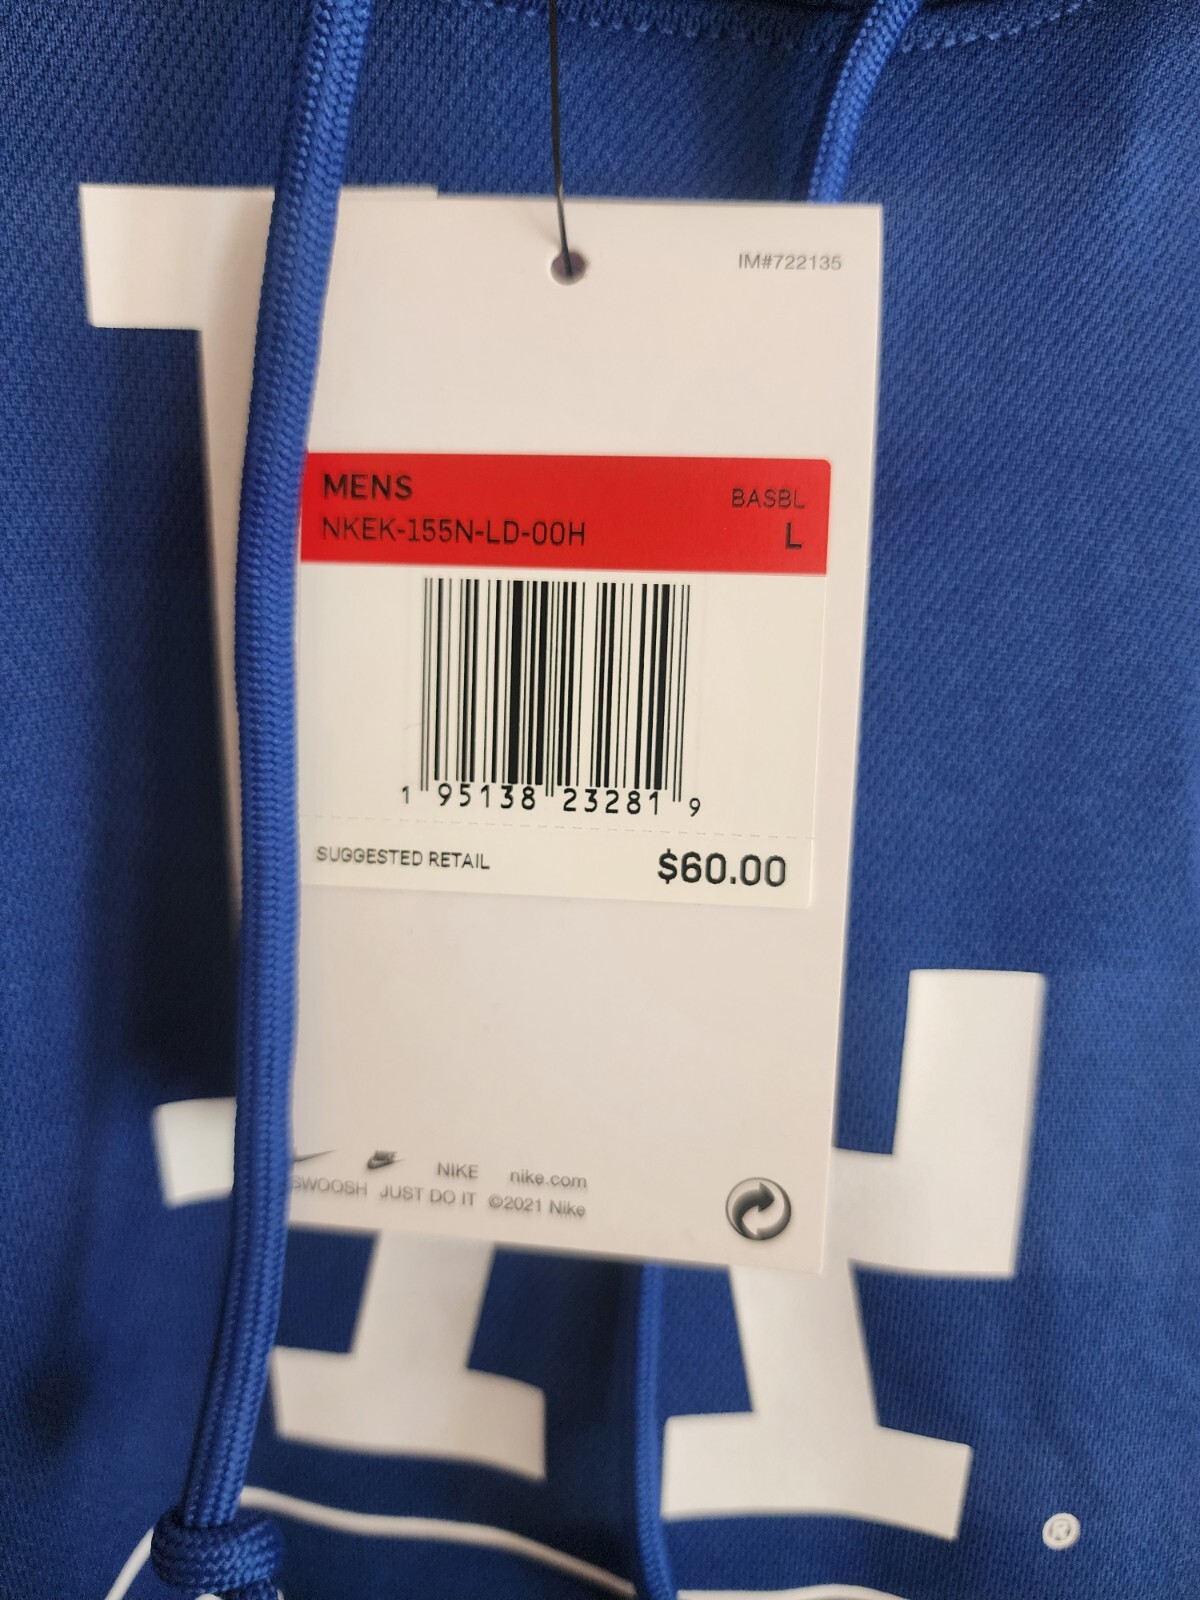 IM#722135
MENS
BASBL
NKEK-155N-LD-00H
L
1 95138 23281 9
SUGGESTED RETAIL
$60.00
NIKE nike.com
SWOOSH JUST DO IT ©2021 Nike
®